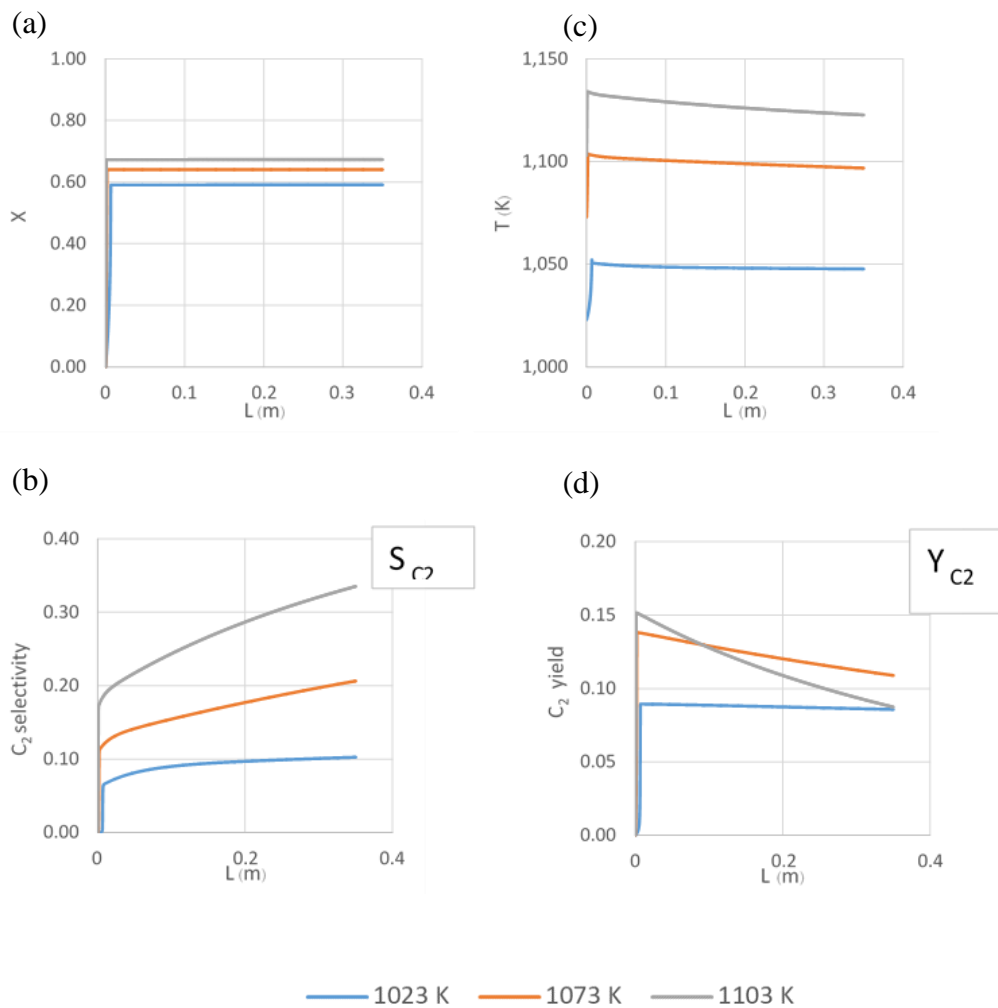 (a)
1.00
0.80
0.60
0.40
0.20
0.00
X
0 0.1 0.2 0.3 0.4
L (m)
(c)
1,150
1,100
1,050
1,000
T (K)
0 0.1 0.2 0.3 0.4
L (m)
(b)
0.40
0.30
0.20
0.10
0.00
C2 selectivity
S C2
0 0.2 0.4
L (m)
(d)
0.20
0.15
0.10
0.05
0.00
C2 yield
Y C2
0 0.2 0.4
L (m)
1023 K 1073 K 1103 K